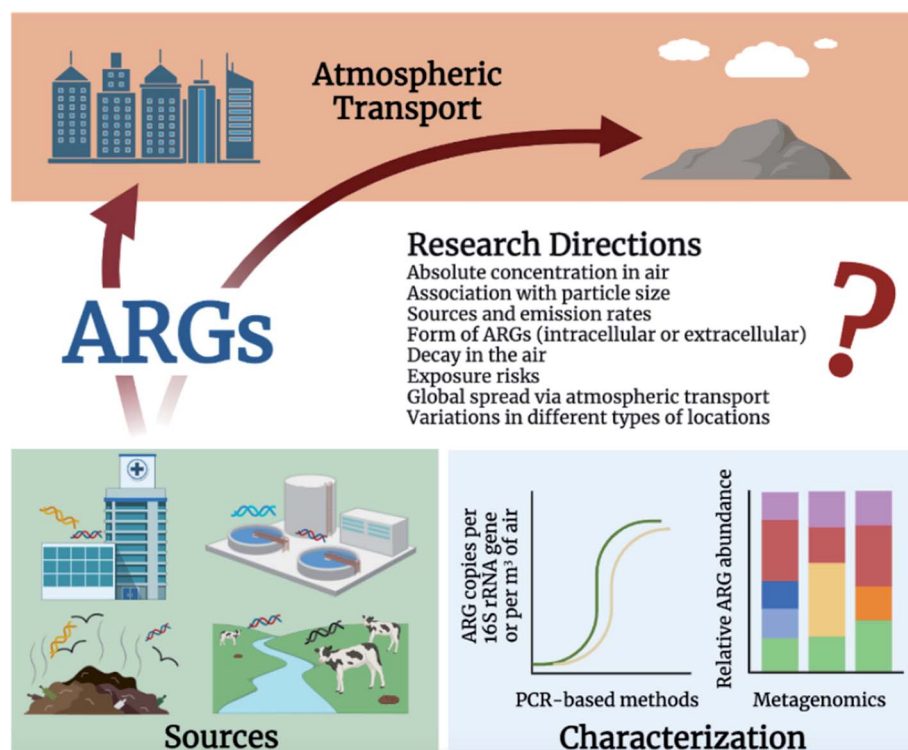 Atmospheric
Transport
ARGs
Research Directions
Absolute concentration in air
Association with particle size
Sources and emission rates
Form of ARGs (intracellular or extracellular)
Decay in the air
Exposure risks
Global spread via atmospheric transport
Variations in different types of locations
?
Sources
ARG copies per
16S rRNA gene
or per m³ of air
PCR-based methods
Relative ARG abundance
Metagenomics
Characterization